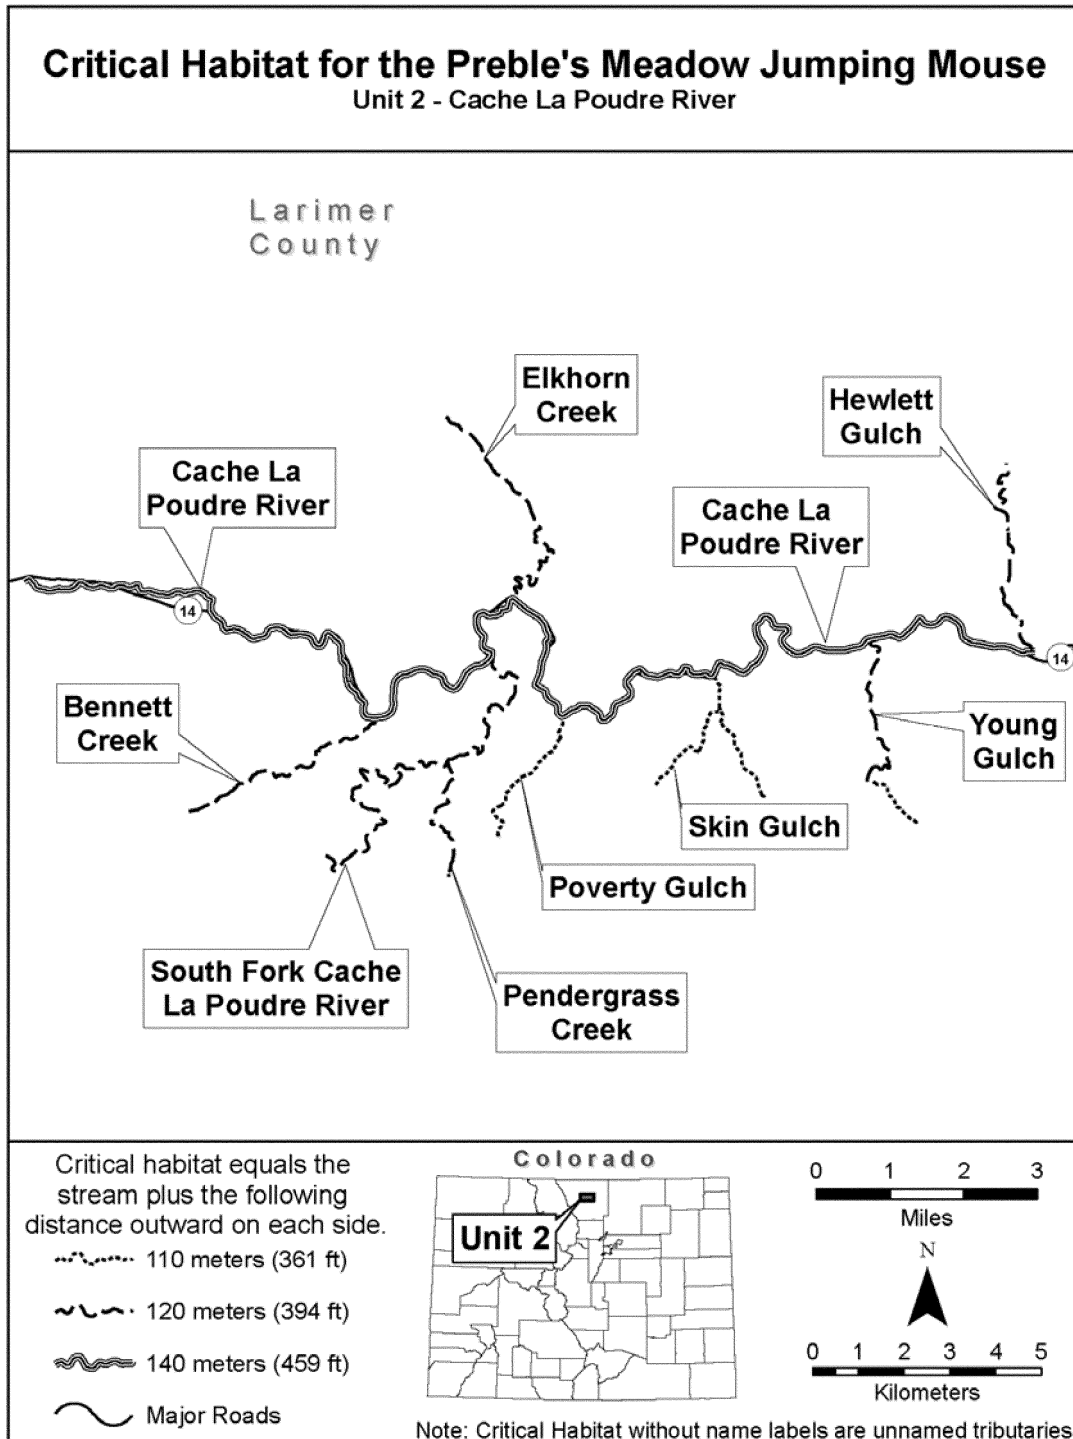 Critical Habitat for the Preble's Meadow Jumping Mouse
Unit 2 - Cache La Poudre River
Larimer
County
Elkhorn
Creek
Hewlett
Gulch
Cache La
Poudre River
Cache La
Poudre River
14
14
Bennett
Creek
Young
Gulch
Skin Gulch
Poverty Gulch
South Fork Cache
La Poudre River
Pendergrass
Creek
Critical habitat equals the
stream plus the following
distance outward on each side.
110 meters (361 ft)
120 meters (394 ft)
140 meters (459 ft)
Major Roads
Colorado
Unit 2
0 1 2 3
Miles
N
0 1 2 3 4 5
Kilometers
Note: Critical Habitat without name labels are unnamed tributaries